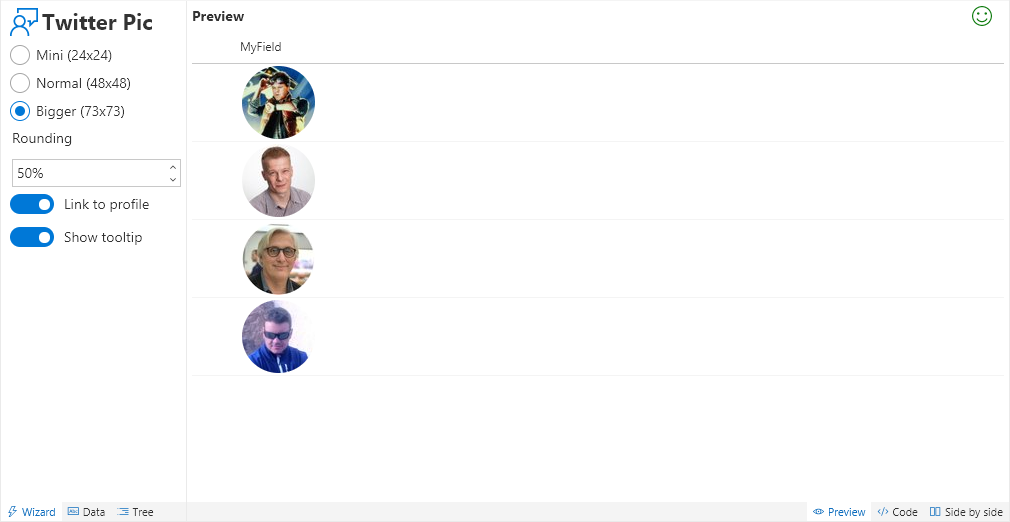 Twitter Pic
Mini (24x24)
Normal (48x48)
Bigger (73x73)
Rounding
50%
Link to profile
Show tooltip
Wizard
Data
Tree
Preview
MyField
Preview
Code
Side by side